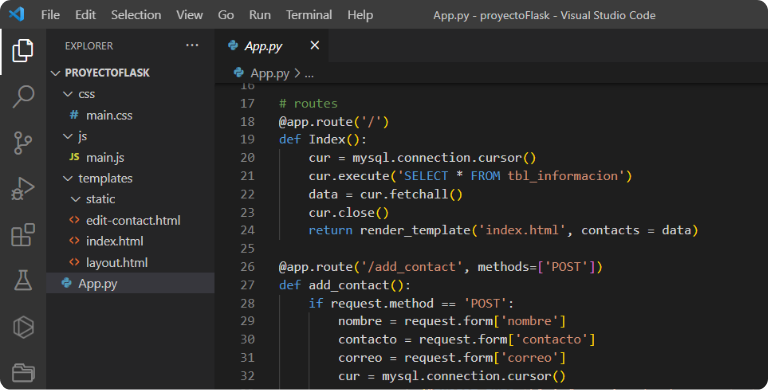 File Edit Selection View Go Run Terminal Help App.py - proyectoFlask - Visual Studio Code
EXPLORER ...
PROYECTOFLASK
css
# main.css
js
JS main.js
templates
static
<> edit-contact.html
<> index.html
<> layout.html
App.py
App.py ×
App.py > ...
16
17 # routes
18 @app.route('/')
19 def Index():
20 cur = mysql.connection.cursor()
21 cur.execute('SELECT * FROM tbl_informacion')
22 data = cur.fetchall()
23 cur.close()
24 return render_template('index.html', contacts = data)
25
26 @app.route('/add_contact', methods=['POST'])
27 def add_contact():
28 if request.method == 'POST':
29 nombre = request.form['nombre']
30 contacto = request.form['contacto']
31 correo = request.form['correo']
32 cur = mysql.connection.cursor()